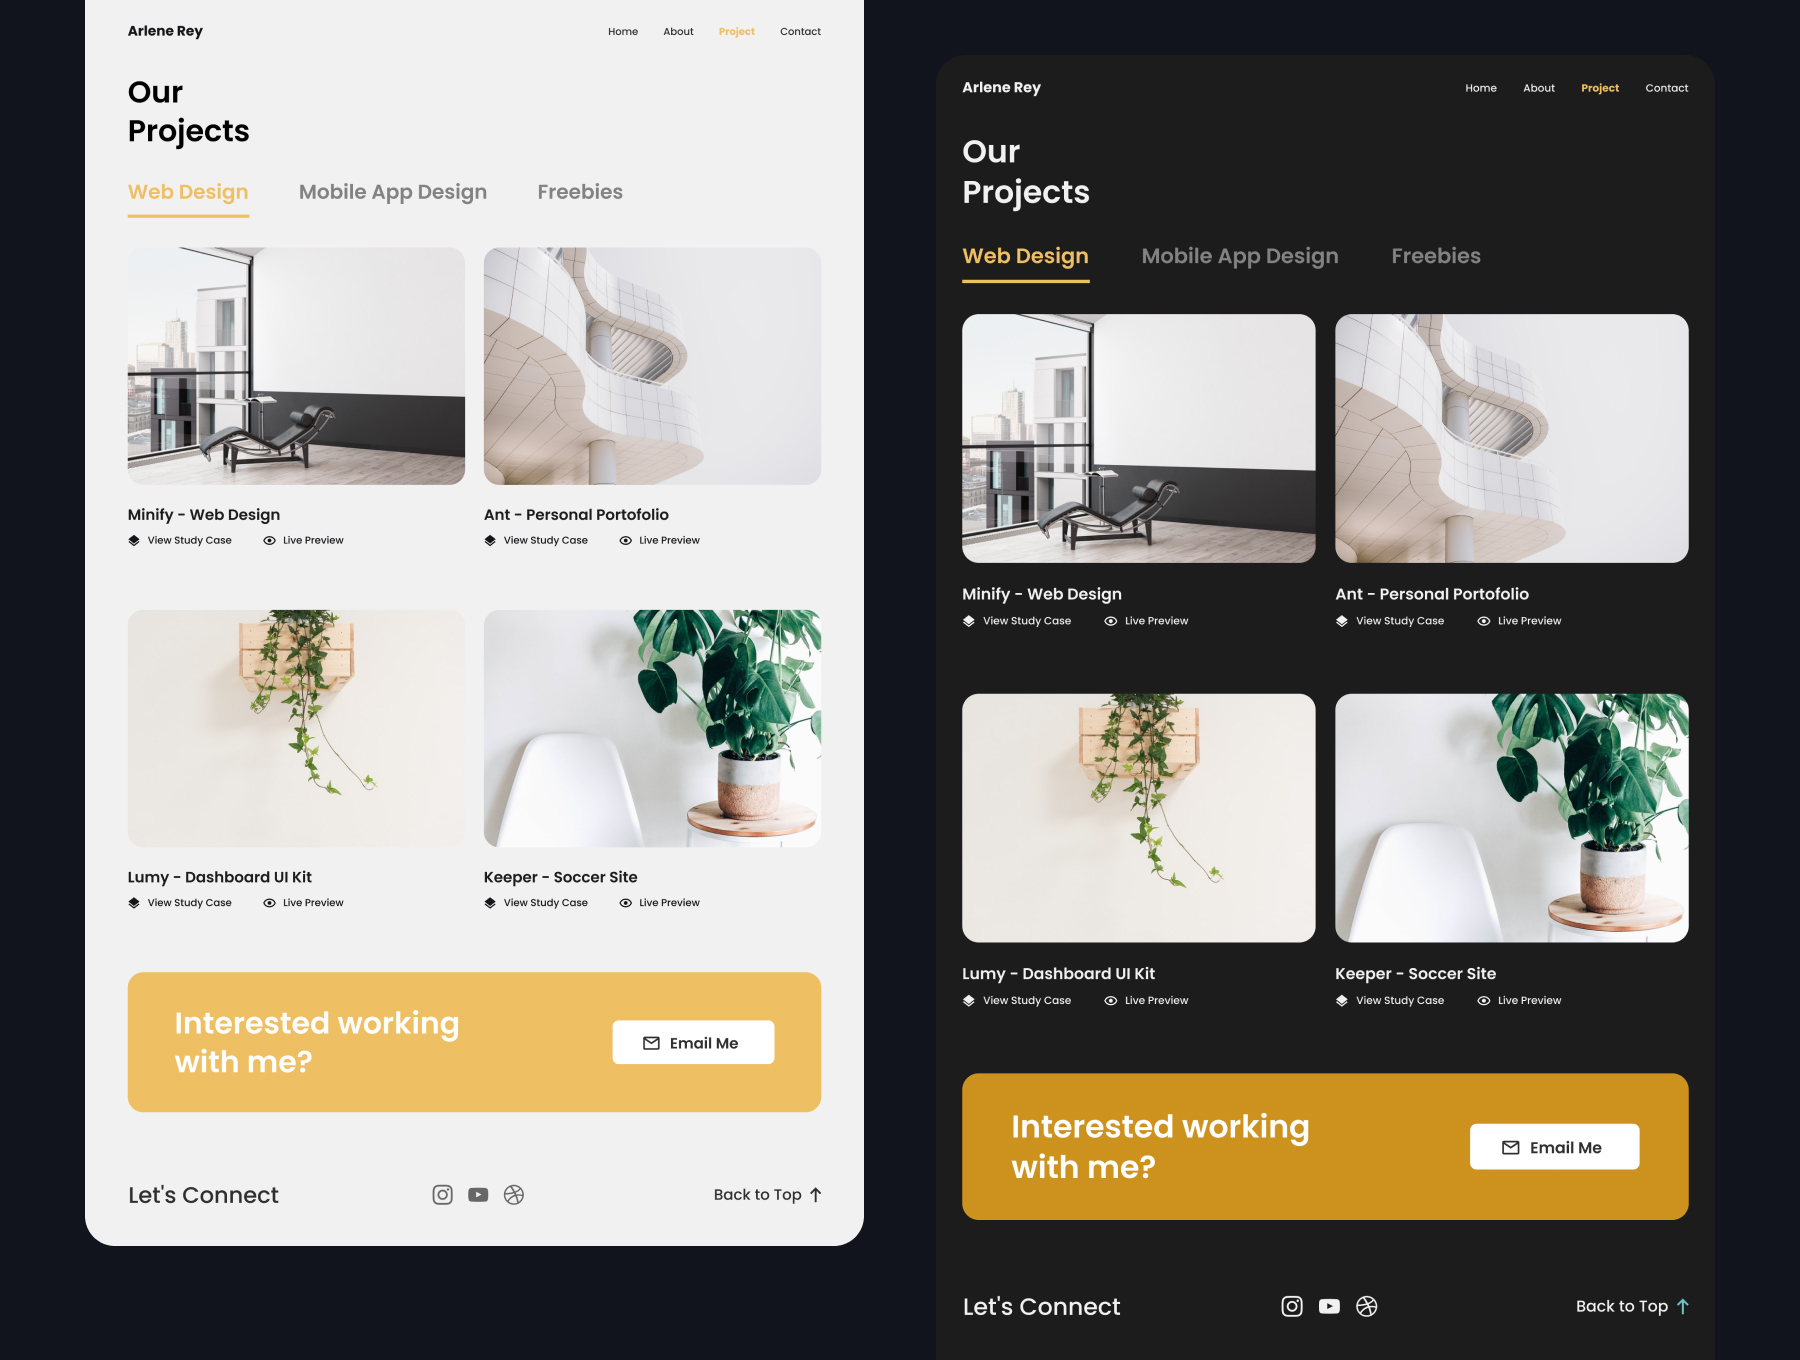 Arlene Rey
Home About Project Contact
Our
Projects
Web Design Mobile App Design Freebies
Minify - Web Design
View Study Case Live Preview
Ant - Personal Portofolio
View Study Case Live Preview
Lumy - Dashboard UI Kit
View Study Case Live Preview
Keeper - Soccer Site
View Study Case Live Preview
Interested working
with me?
Email Me
Let's Connect
Back to Top
Arlene Rey
Home About Project Contact
Our
Projects
Web Design Mobile App Design Freebies
Minify - Web Design
View Study Case Live Preview
Ant - Personal Portofolio
View Study Case Live Preview
Lumy - Dashboard UI Kit
View Study Case Live Preview
Keeper - Soccer Site
View Study Case Live Preview
Interested working
with me?
Email Me
Let's Connect
Back to Top